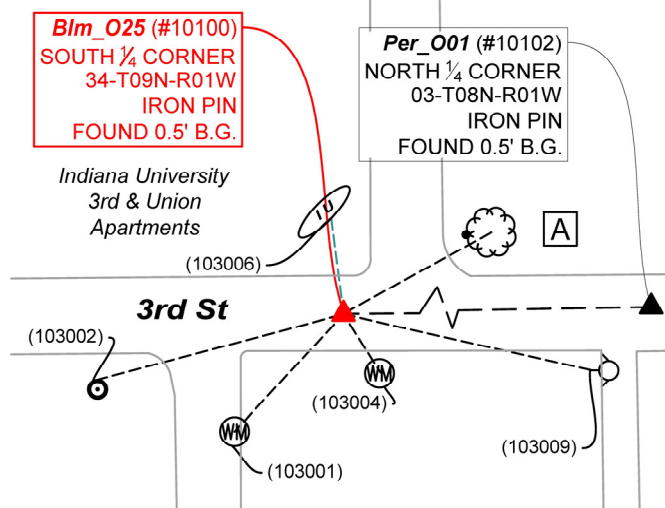 Blm_O25 (#10100)
SOUTH ¼ CORNER
34-T09N-R01W
IRON PIN
FOUND 0.5' B.G.
Per_O01 (#10102)
NORTH ¼ CORNER
03-T08N-R01W
IRON PIN
FOUND 0.5' B.G.
Indiana University
3rd & Union
Apartments
IU
A
(103006)
3rd St
(103002)
WM
(103004)
WM
(103009)
(103001)